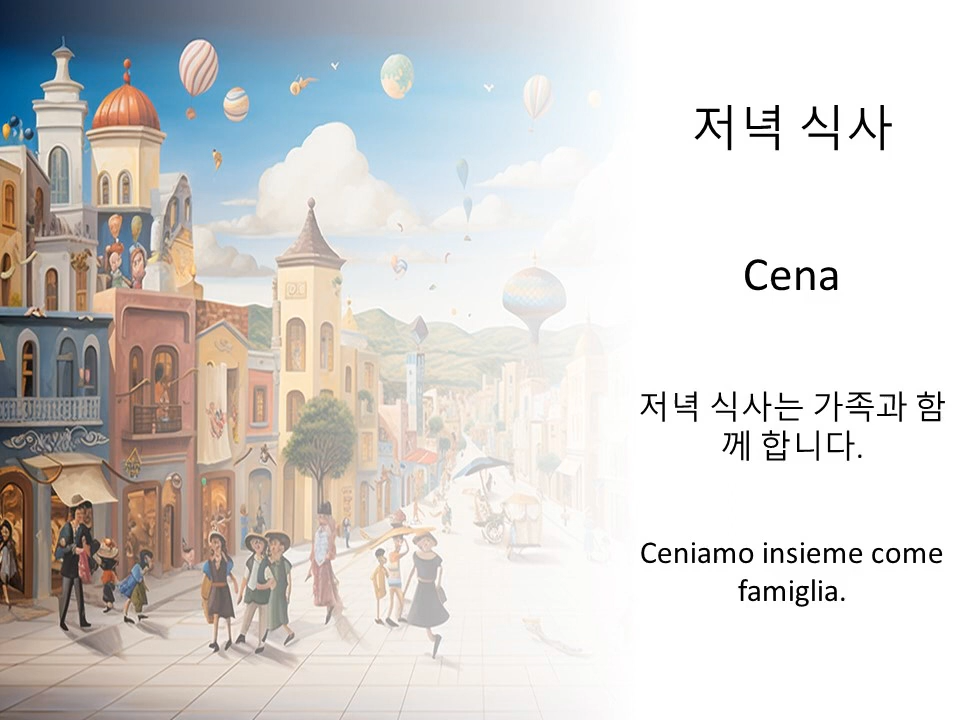 저녁 식사
Cena
저녁 식사는 가족과 함
께 합니다.
Ceniamo insieme come
famiglia.